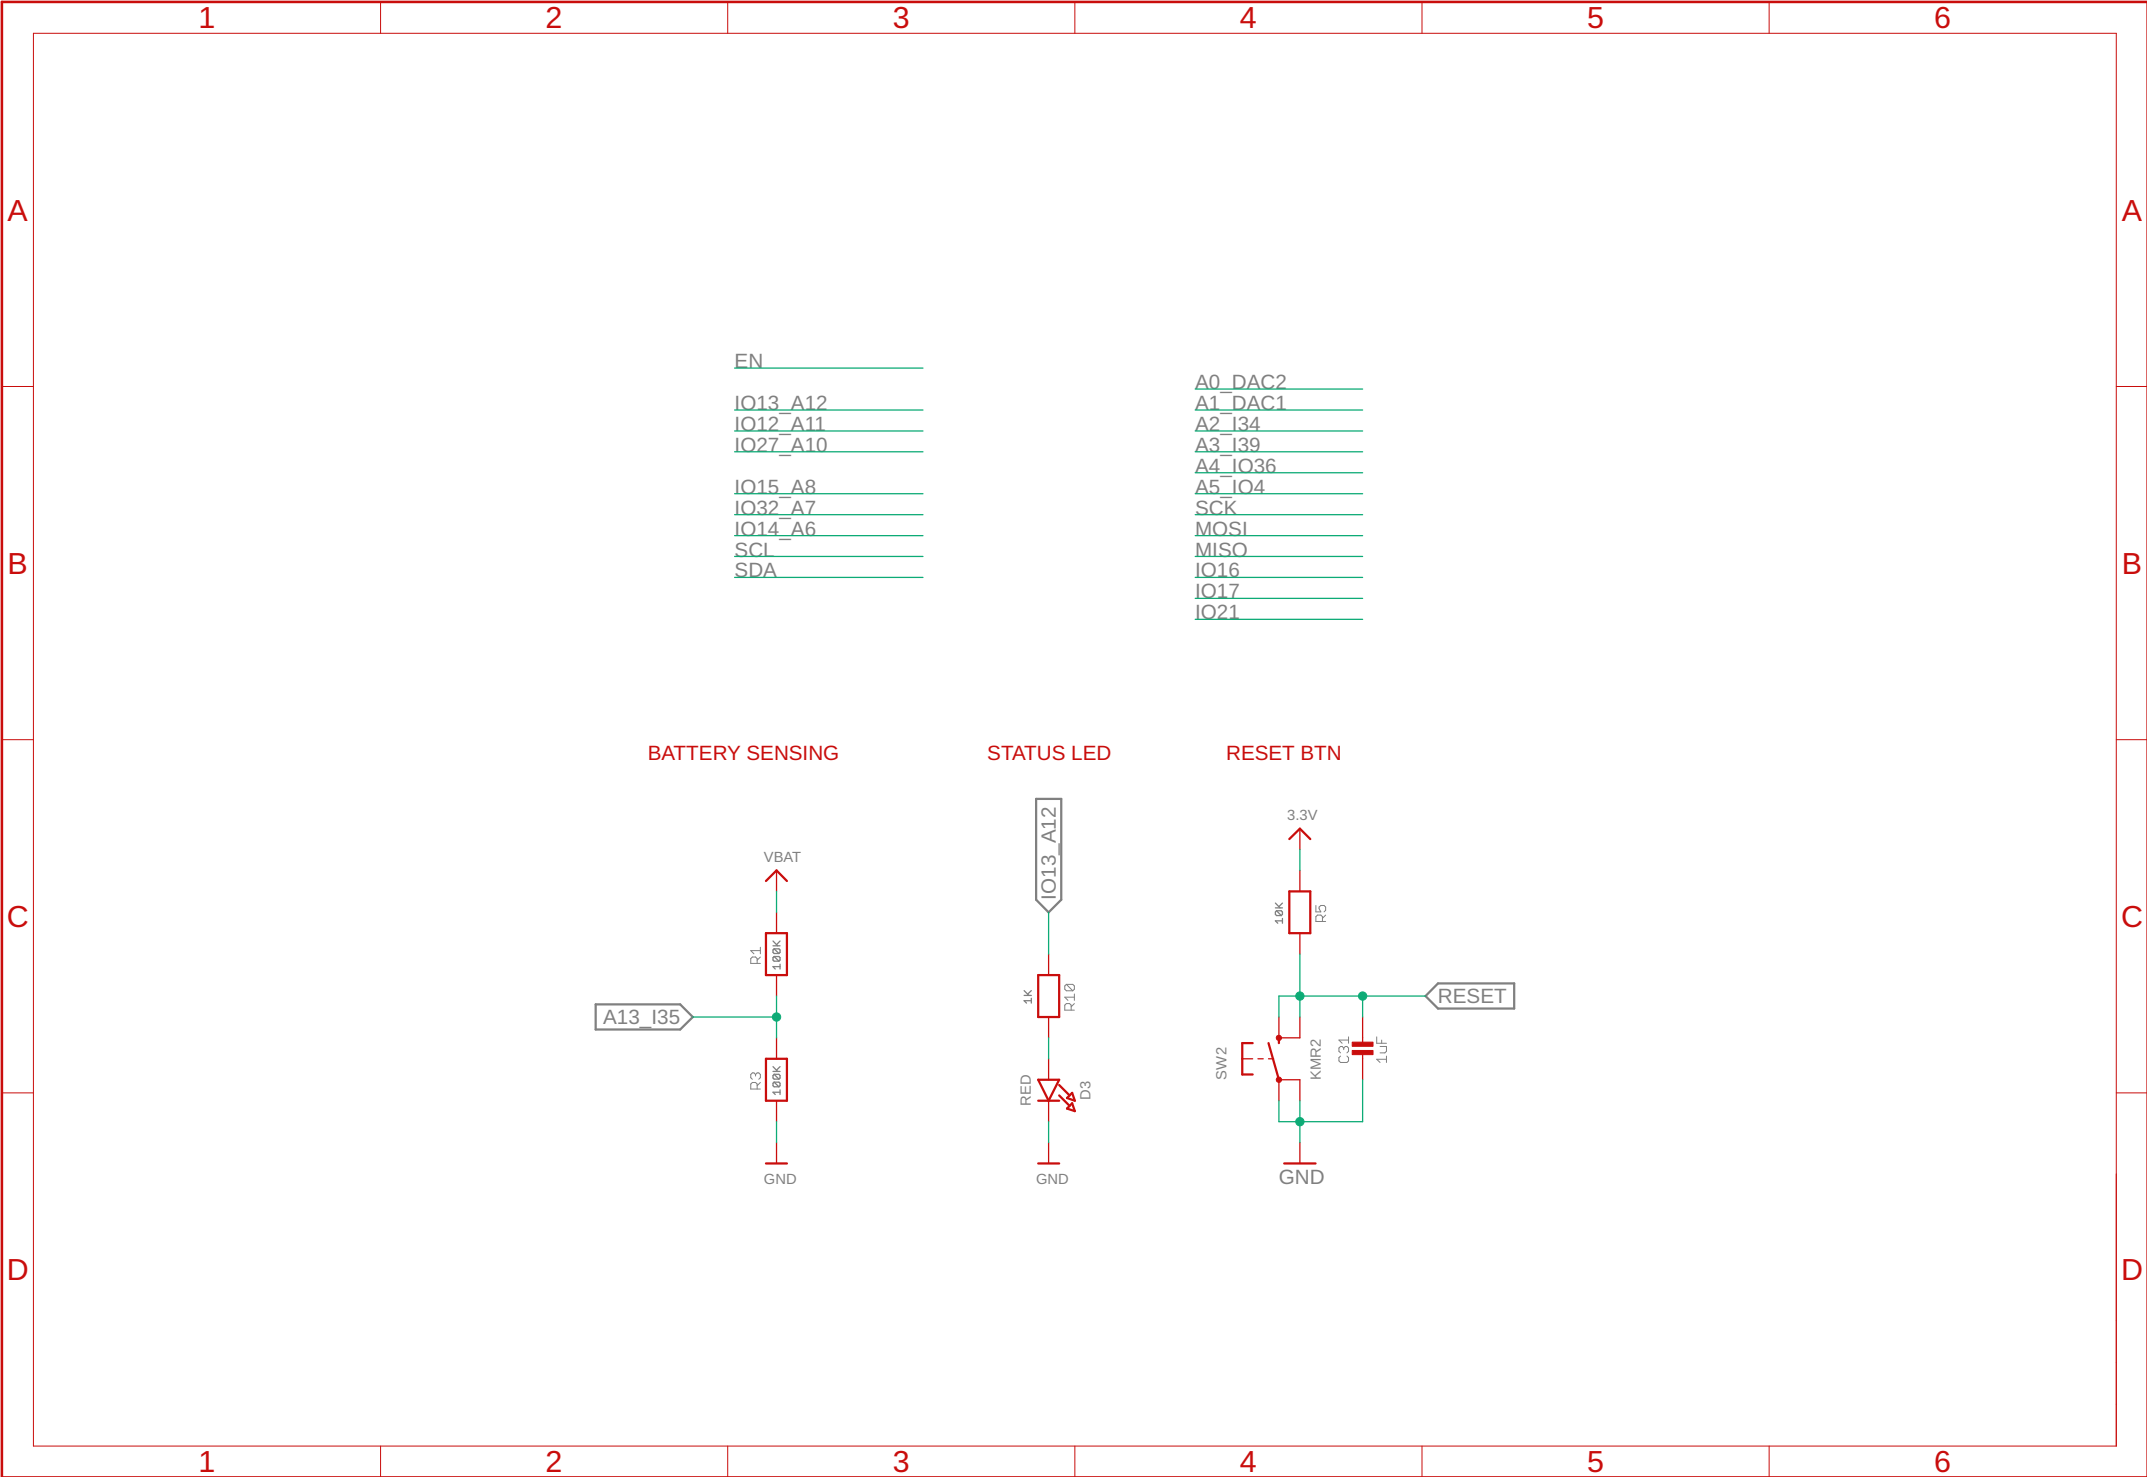 1 2 3 4 5 6
A A
EN
A0_DAC2
IO13_A12 A1_DAC1
IO12_A11 A2_I34
IO27_A10 A3_I39
A4_IO36
IO15_A8 A5_IO4
IO32_A7 SCK
IO14_A6 MOSI
SCL MISO
SDA IO16
IO17
IO21
B B
BATTERY SENSING STATUS LED RESET BTN
IO13_A12
3.3V
VBAT
C C
10K R5
R1 100K
1K R10
RESET
A13_I35
SW2 KMR2 C31 1uF
R3 100K
RED D3
GND GND GND
D D
1 2 3 4 5 6